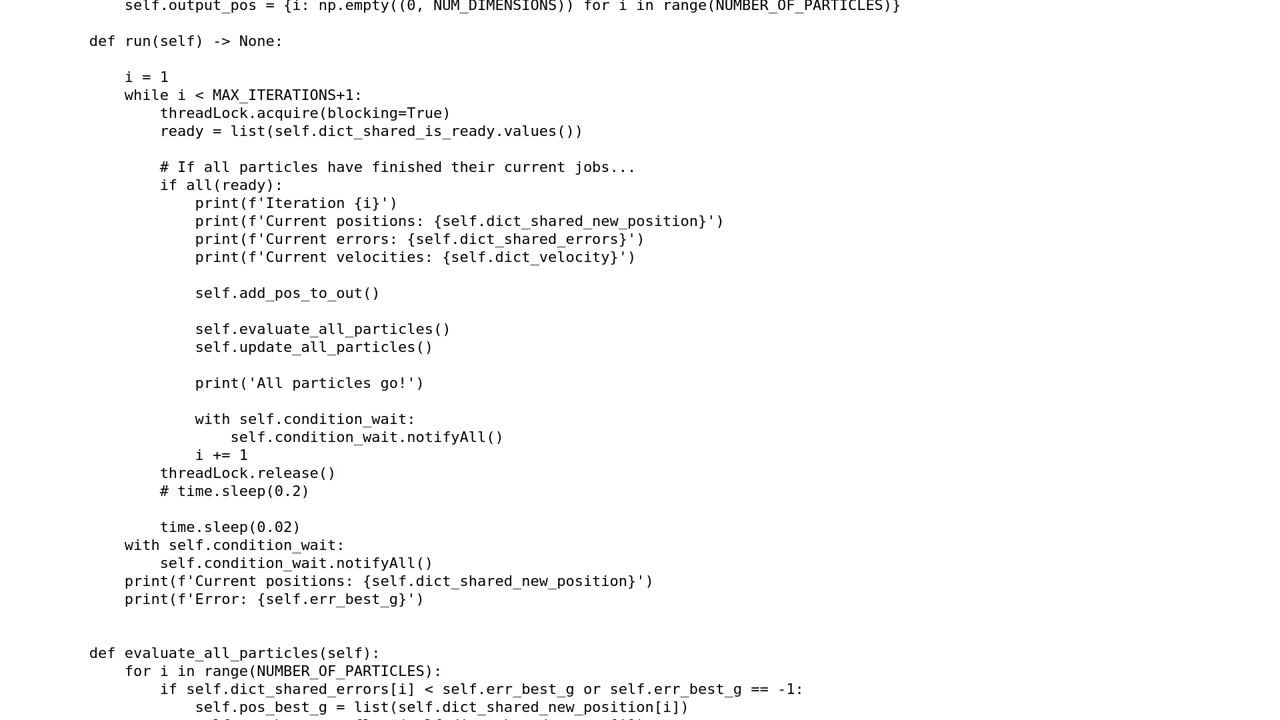 self.output_pos = {i: np.empty((0, NUM_DIMENSIONS)) for i in range(NUMBER_OF_PARTICLES)}
def run(self) -> None:
i = 1
while i < MAX_ITERATIONS+1:
threadLock.acquire(blocking=True)
ready = list(self.dict_shared_is_ready.values())
# If all particles have finished their current jobs...
if all(ready):
print(f'Iteration {i}')
print(f'Current positions: {self.dict_shared_new_position}')
print(f'Current errors: {self.dict_shared_errors}')
print(f'Current velocities: {self.dict_velocity}')
self.add_pos_to_out()
self.evaluate_all_particles()
self.update_all_particles()
print('All particles go!')
with self.condition_wait:
self.condition_wait.notifyAll()
i += 1
threadLock.release()
# time.sleep(0.2)
time.sleep(0.02)
with self.condition_wait:
self.condition_wait.notifyAll()
print(f'Current positions: {self.dict_shared_new_position}')
print(f'Error: {self.err_best_g}')
def evaluate_all_particles(self):
for i in range(NUMBER_OF_PARTICLES):
if self.dict_shared_errors[i] < self.err_best_g or self.err_best_g == -1:
self.pos_best_g = list(self.dict_shared_new_position[i])